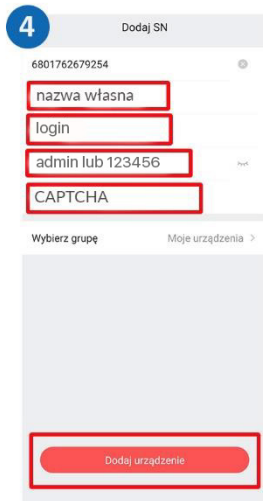 4
Dodaj SN
6801762679254
nazwa własna
login
admin lub 123456
CAPTCHA
Wybierz grupę Moje urządzenia >
Dodaj urządzenie